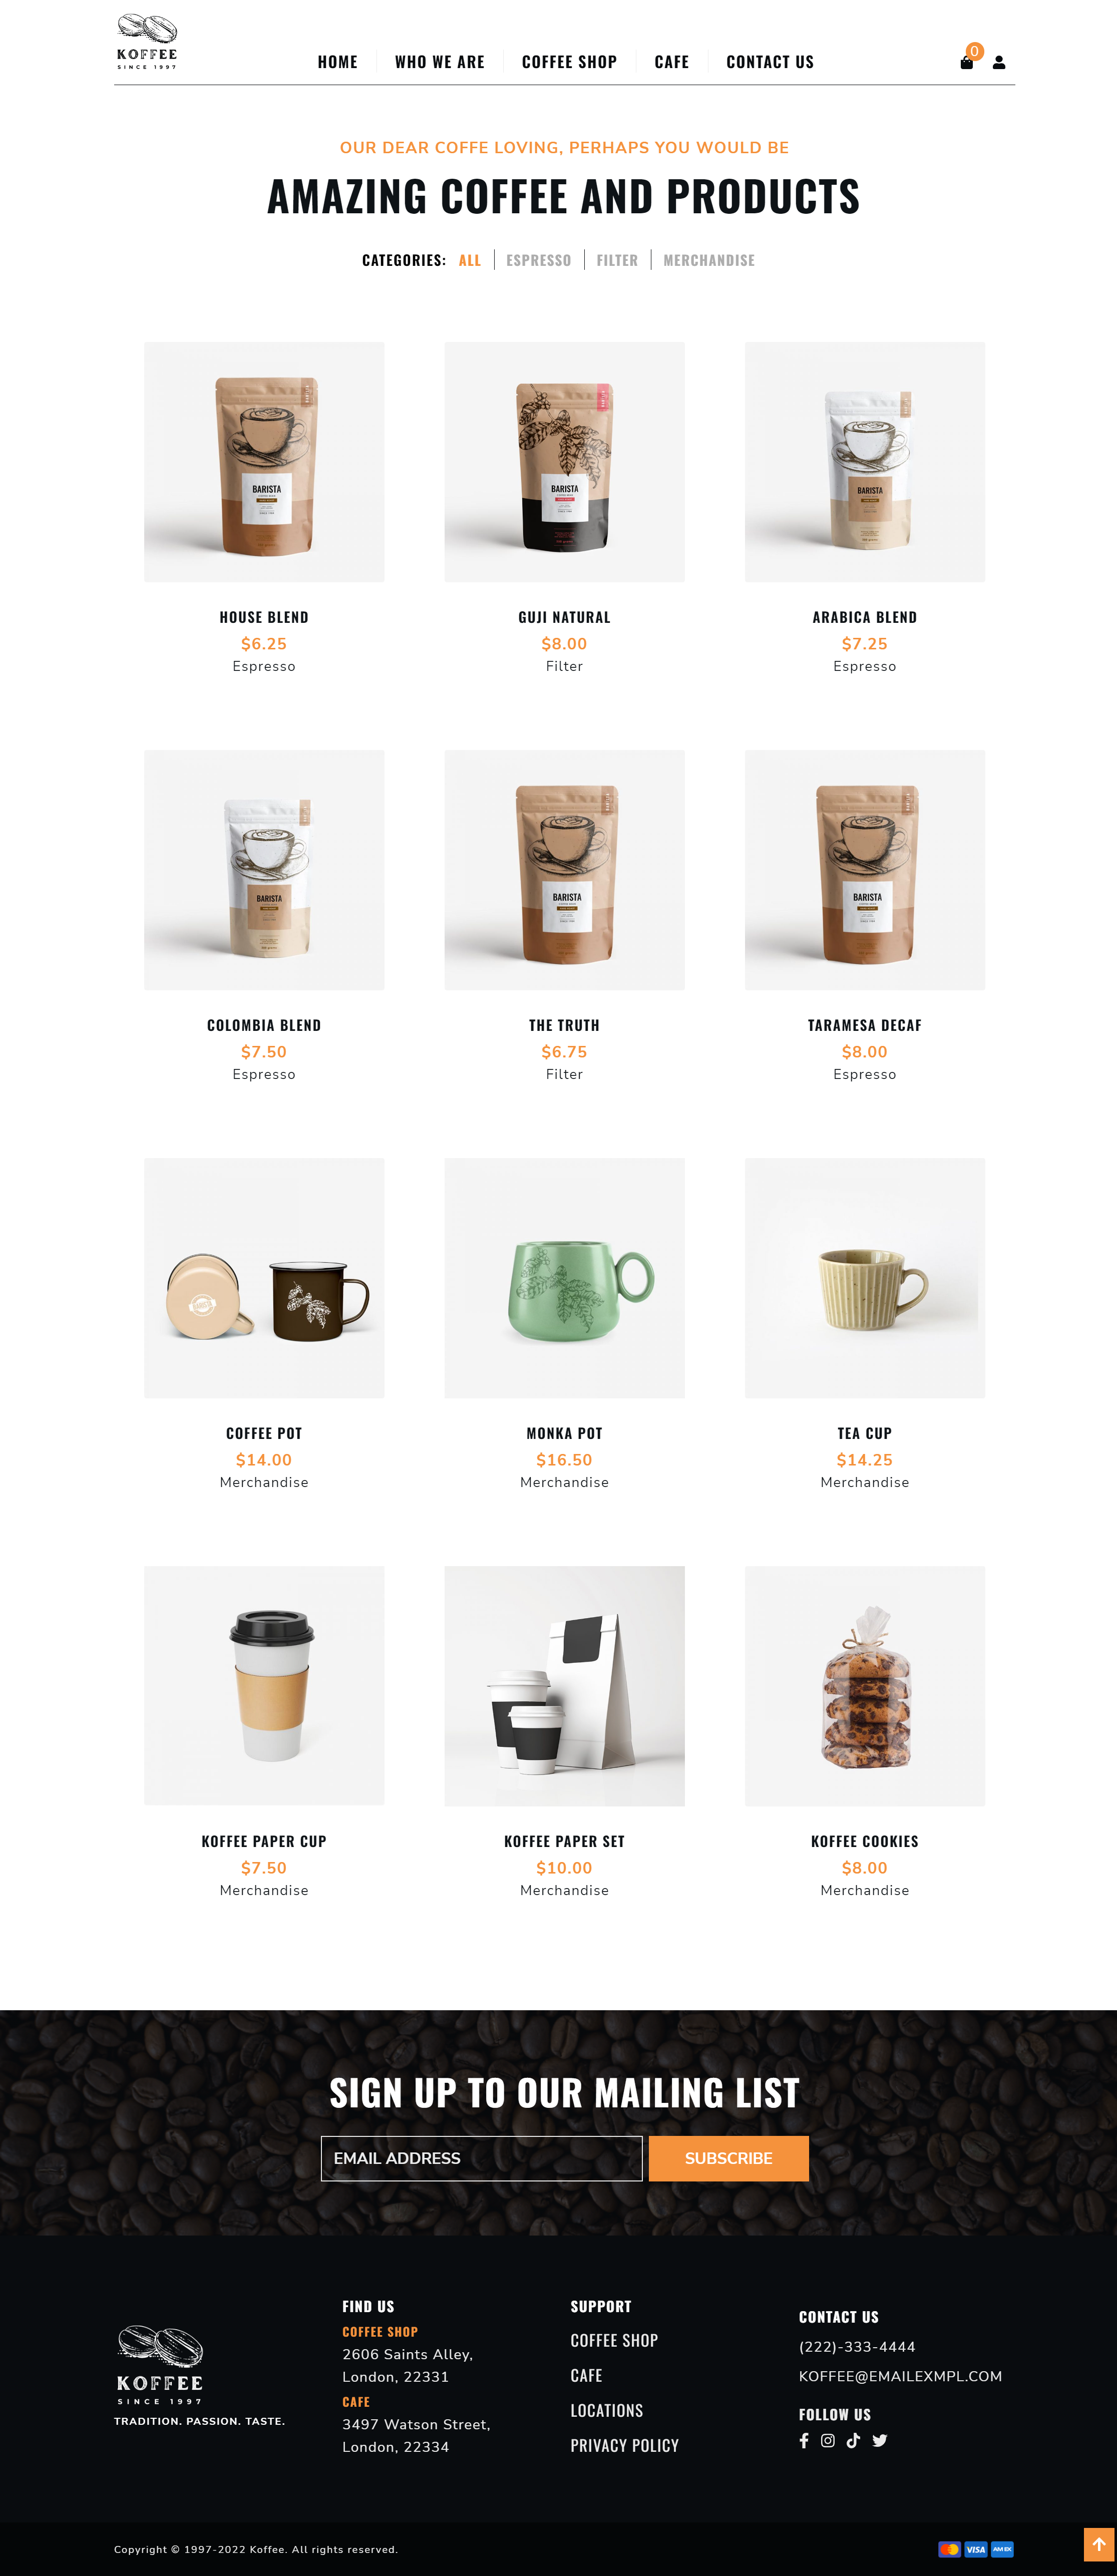 KOFFEE
SINCE 1997
HOME
WHO WE ARE
COFFEE SHOP
CAFE
CONTACT US
0
OUR DEAR COFFE LOVING, PERHAPS YOU WOULD BE
AMAZING COFFEE AND PRODUCTS
CATEGORIES: ALL ESPRESSO FILTER MERCHANDISE
BARISTA
BARISTA
BARISTA
HOUSE BLEND
$6.25
Espresso
GUJI NATURAL
$8.00
Filter
ARABICA BLEND
$7.25
Espresso
BARISTA
BARISTA
BARISTA
COLOMBIA BLEND
$7.50
Espresso
THE TRUTH
$6.75
Filter
TARAMESA DECAF
$8.00
Espresso
COFFEE POT
$14.00
Merchandise
MONKA POT
$16.50
Merchandise
TEA CUP
$14.25
Merchandise
KOFFEE PAPER CUP
$7.50
Merchandise
KOFFEE PAPER SET
$10.00
Merchandise
KOFFEE COOKIES
$8.00
Merchandise
SIGN UP TO OUR MAILING LIST
EMAIL ADDRESS
SUBSCRIBE
KOFFEE
SINCE 1997
TRADITION. PASSION. TASTE.
FIND US
COFFEE SHOP
2606 Saints Alley,
London, 22331
CAFE
3497 Watson Street,
London, 22334
SUPPORT
COFFEE SHOP
CAFE
LOCATIONS
PRIVACY POLICY
CONTACT US
(222)-333-4444
KOFFEE@EMAILEXMPL.COM
FOLLOW US
Copyright © 1997-2022 Koffee. All rights reserved.
VISA
AMEX